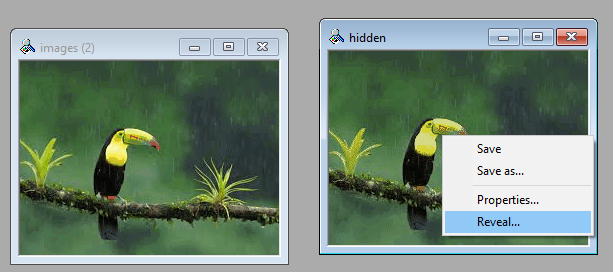 images (2)
hidden
Save
Save as...
Properties...
Reveal...